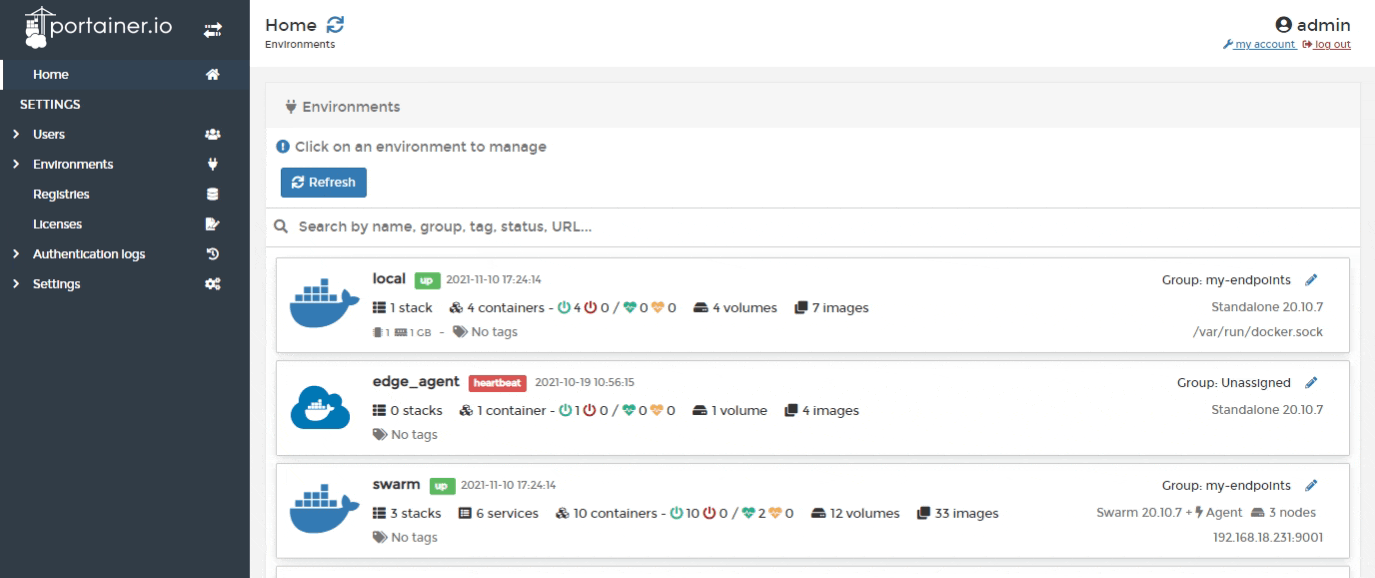 portainer.io
Home
SETTINGS
Users
Environments
Registries
Licenses
Authentication logs
Settings
Home
Environments
admin
my account log out
Environments
Click on an environment to manage
Refresh
Search by name, group, tag, status, URL...
local up 2021-11-10 17:24:14 Group: my-endpoints
1 stack 4 containers - 4 0 / 0 0 4 volumes 7 images Standalone 20.10.7
1 1 GB - No tags /var/run/docker.sock
edge_agent heartbeat 2021-10-19 10:56:15 Group: Unassigned
0 stacks 1 container - 1 0 / 0 0 1 volume 4 images Standalone 20.10.7
No tags
swarm up 2021-11-10 17:24:14 Group: my-endpoints
3 stacks 6 services 10 containers - 10 0 / 2 0 12 volumes 33 images Swarm 20.10.7 + Agent 3 nodes
No tags 192.168.18.231:9001